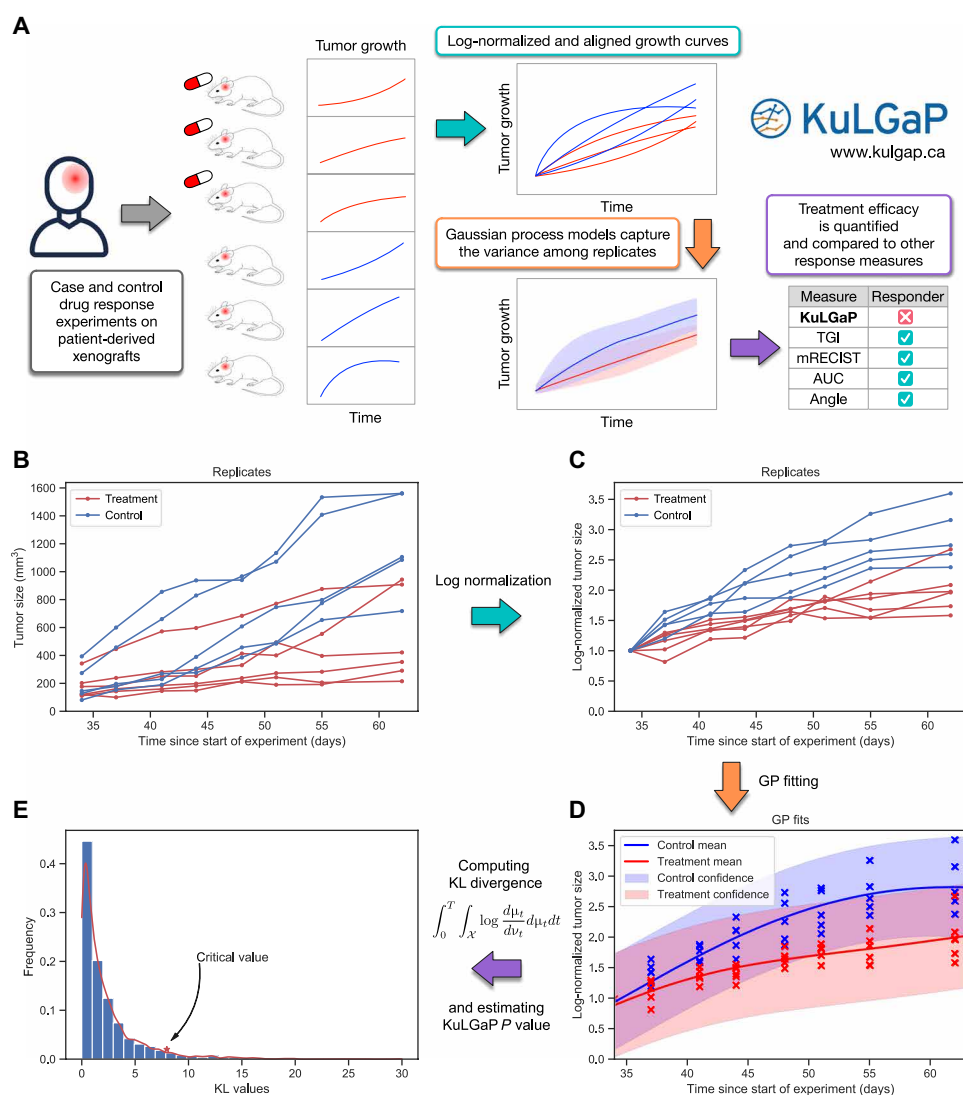 A
Tumor growth
Time
Case and control
drug response
experiments on
patient-derived
xenografts
Log-normalized and aligned growth curves
Tumor growth
Time
KuLGaP
www.kulgap.ca
Gaussian process models capture
the variance among replicates
Tumor growth
Time
Treatment efficacy
is quantified
and compared to other
response measures
Measure Responder
KuLGaP
TGI
mRECIST
AUC
Angle
B
Replicates
Treatment
Control
Tumor size (mm³)
1600
1400
1200
1000
800
600
400
200
0
35 40 45 50 55 60
Time since start of experiment (days)
Log normalization
C
Replicates
Treatment
Control
Log-normalized tumor size
3.5
3.0
2.5
2.0
1.5
1.0
0.5
0.0
35 40 45 50 55 60
Time since start of experiment (days)
GP fitting
D
GP fits
Control mean
Treatment mean
Control confidence
Treatment confidence
Log-normalized tumor size
3.5
3.0
2.5
2.0
1.5
1.0
0.5
0.0
35 40 45 50 55 60
Time since start of experiment (days)
Computing
KL divergence
∫₀ᵀ ∫_𝒳 log dμₜ/dνₜ dμₜdt
and estimating
KuLGaP P value
E
Frequency
0.4
0.3
0.2
0.1
0.0
Critical value
0 5 10 15 20 25 30
KL values